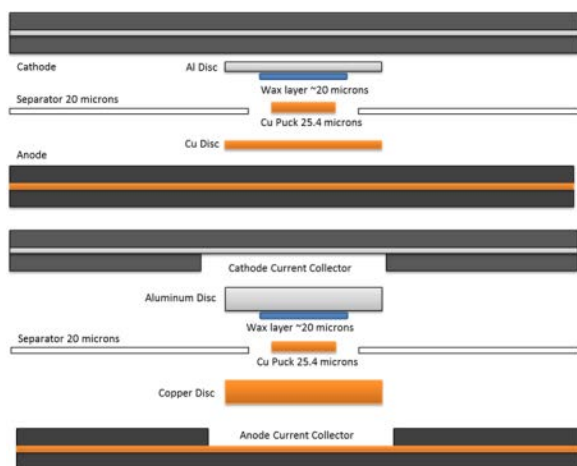 Cathode
Al Disc
Wax layer ~20 microns
Separator 20 microns
Cu Puck 25.4 microns
Cu Disc
Anode
Cathode Current Collector
Aluminum Disc
Wax layer ~20 microns
Separator 20 microns
Cu Puck 25.4 microns
Copper Disc
Anode Current Collector